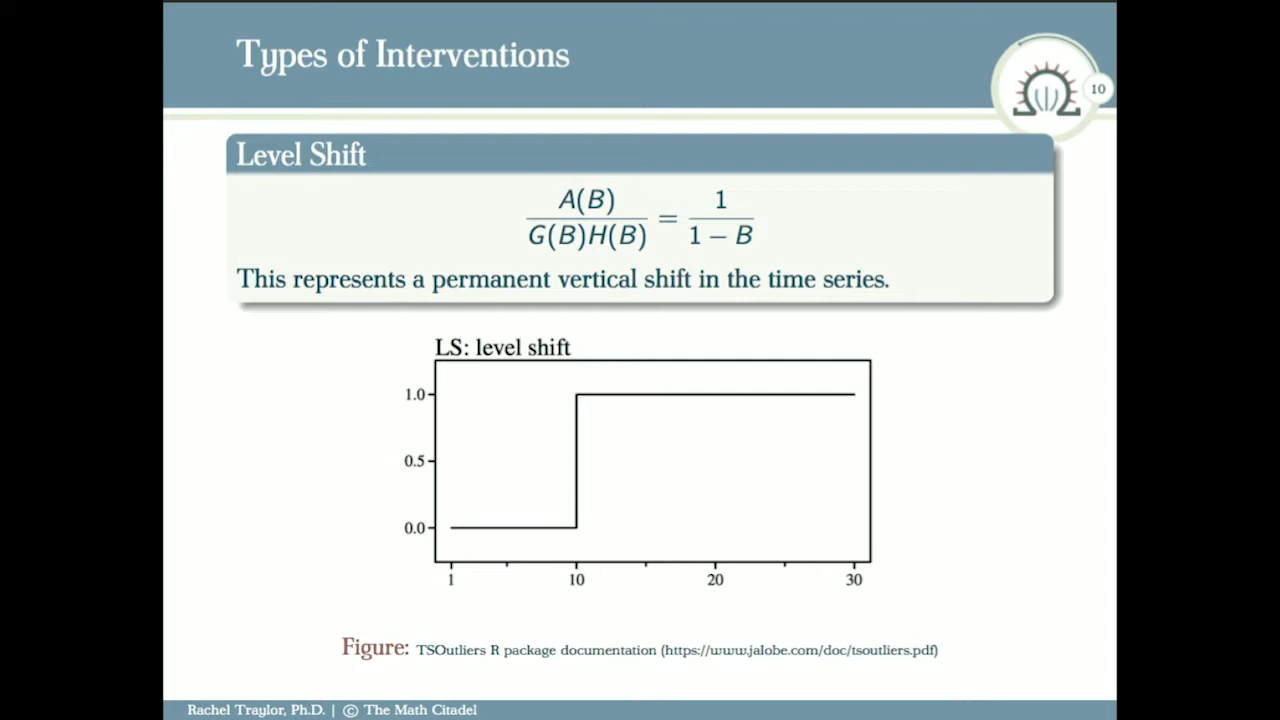 Types of Interventions
10
Level Shift
A(B)
G(B)H(B)
=
1
1 − B
This represents a permanent vertical shift in the time series.
LS: level shift
1.0
0.5
0.0
1 10 20 30
Figure: TSOutliers R package documentation (https://www.jalobe.com/doc/tsoutliers.pdf)
Rachel Traylor, Ph.D. | © The Math Citadel